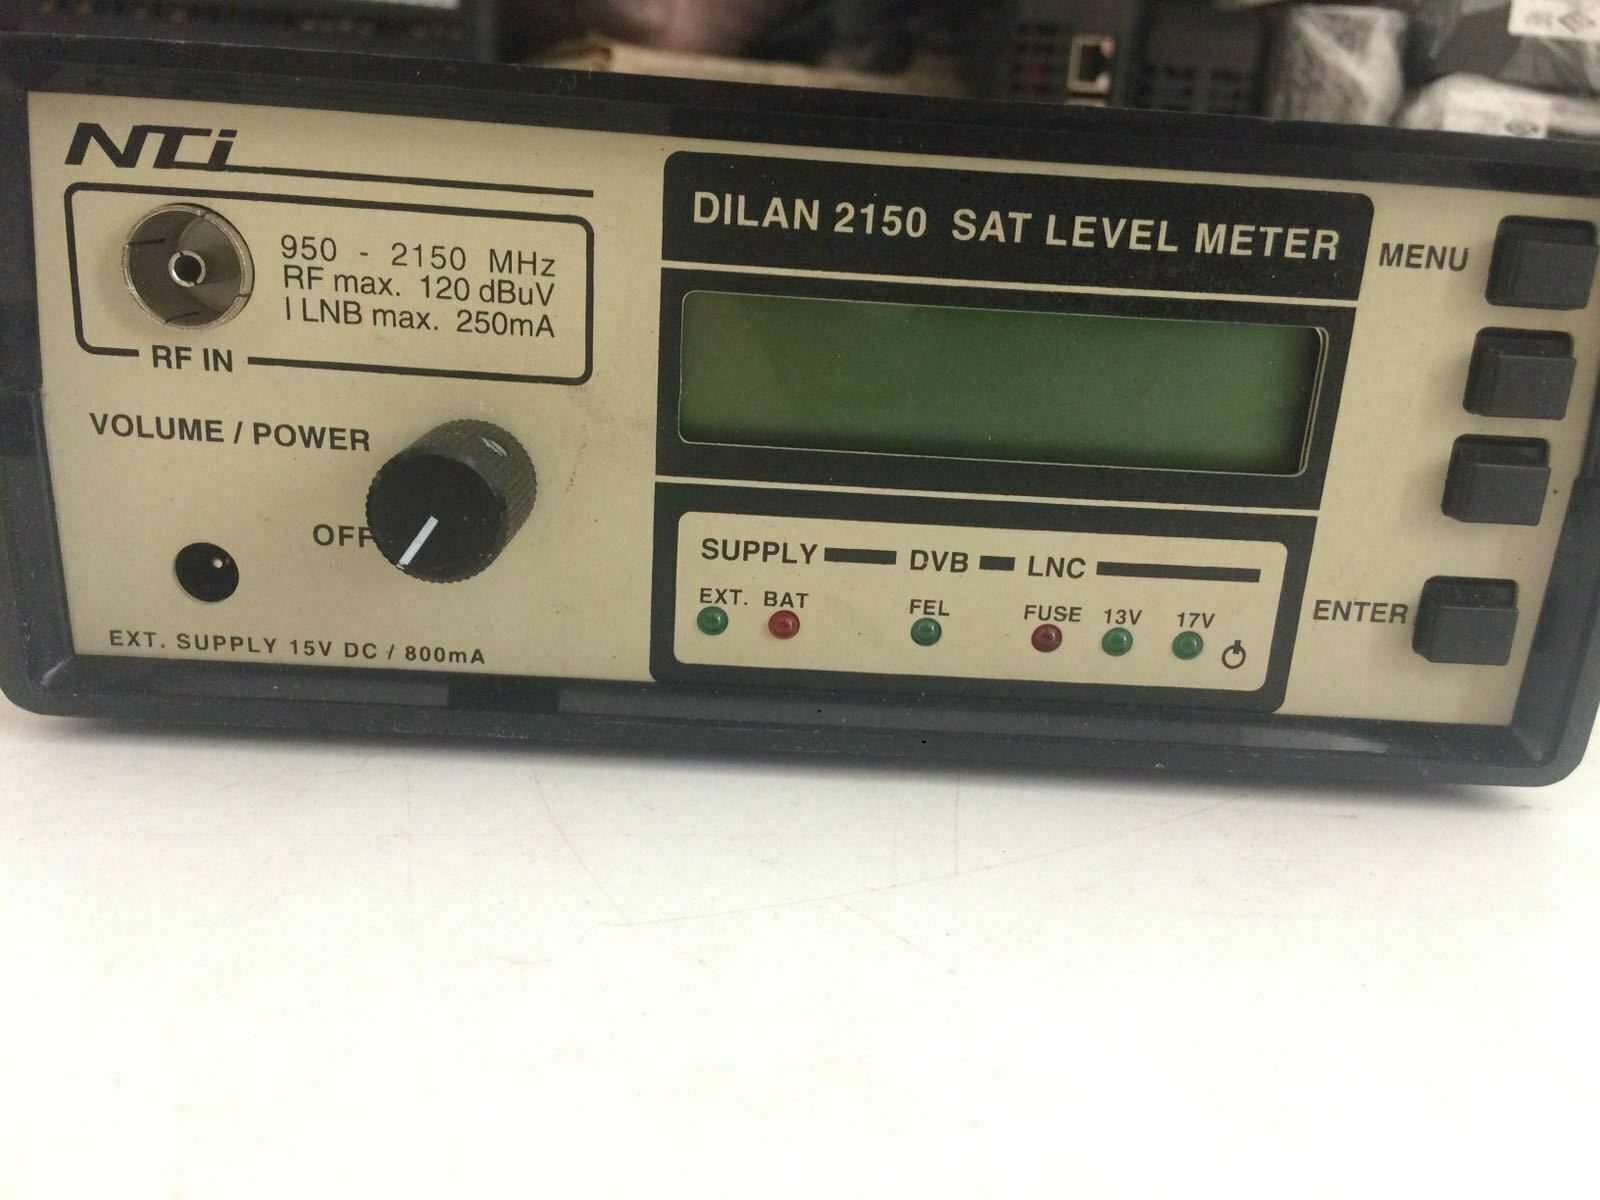 NTi
DILAN 2150 SAT LEVEL METER
950 - 2150 MHz
RF max. 120 dBuV
I LNB max. 250mA
RF IN
MENU
VOLUME / POWER
OFF
SUPPLY DVB LNC
EXT. BAT FEL FUSE 13V 17V
ENTER
EXT. SUPPLY 15V DC / 800mA